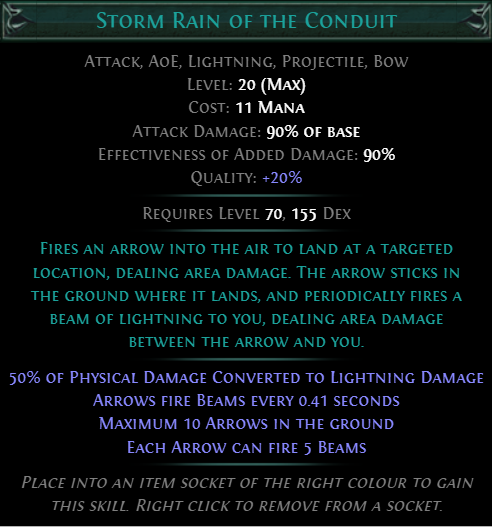 Storm Rain of the Conduit
Attack, AoE, Lightning, Projectile, Bow
Level: 20 (Max)
Cost: 11 Mana
Attack Damage: 90% of base
Effectiveness of Added Damage: 90%
Quality: +20%
Requires Level 70, 155 Dex
Fires an arrow into the air to land at a targeted
location, dealing area damage. The arrow sticks in
the ground where it lands, and periodically fires a
beam of lightning to you, dealing area damage
between the arrow and you.
50% of Physical Damage Converted to Lightning Damage
Arrows fire Beams every 0.41 seconds
Maximum 10 Arrows in the ground
Each Arrow can fire 5 Beams
Place into an item socket of the right colour to gain
this skill. Right click to remove from a socket.